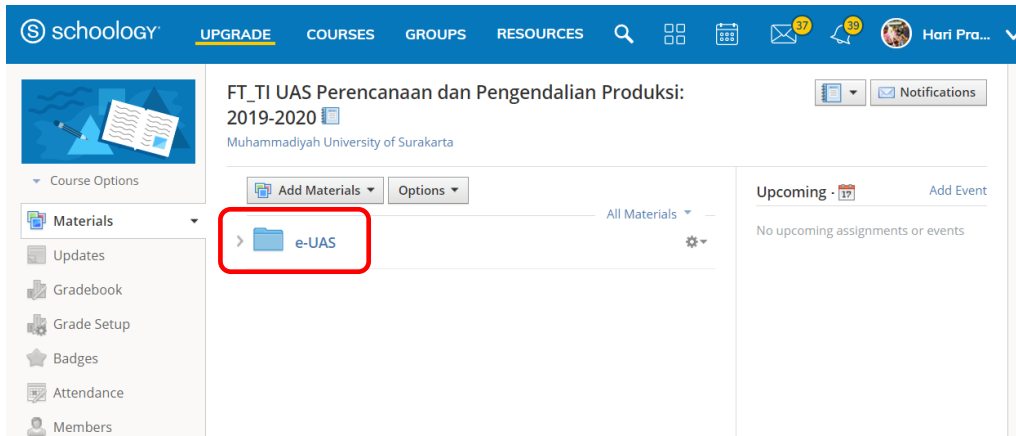 S schoology
UPGRADE COURSES GROUPS RESOURCES 37 39 Hari Pra...
FT_TI UAS Perencanaan dan Pengendalian Produksi:
2019-2020
Muhammadiyah University of Surakarta
Notifications
Course Options
Materials
Updates
Gradebook
Grade Setup
Badges
Attendance
Members
Add Materials Options
All Materials
e-UAS
Upcoming · 17 Add Event
No upcoming assignments or events